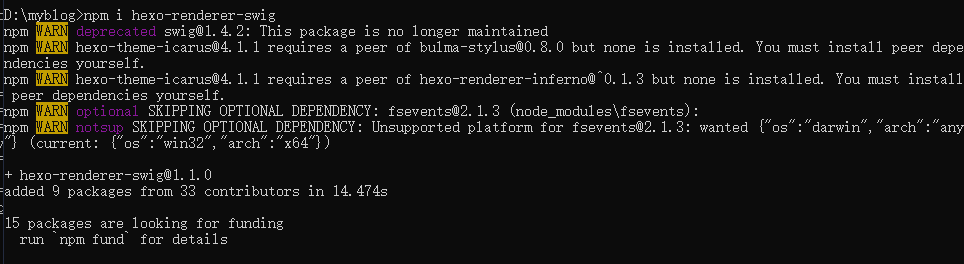 D:\myblog>npm i hexo-renderer-swig
npm WARN deprecated swig@1.4.2: This package is no longer maintained
npm WARN hexo-theme-icarus@4.1.1 requires a peer of bulma-stylus@0.8.0 but none is installed. You must install peer depe
ndencies yourself.
npm WARN hexo-theme-icarus@4.1.1 requires a peer of hexo-renderer-inferno@^0.1.3 but none is installed. You must install
 peer dependencies yourself.
npm WARN optional SKIPPING OPTIONAL DEPENDENCY: fsevents@2.1.3 (node_modules\fsevents):
npm WARN notsup SKIPPING OPTIONAL DEPENDENCY: Unsupported platform for fsevents@2.1.3: wanted {"os":"darwin","arch":"any
"} (current: {"os":"win32","arch":"x64"})
+ hexo-renderer-swig@1.1.0
added 9 packages from 33 contributors in 14.474s
15 packages are looking for funding
  run `npm fund` for details